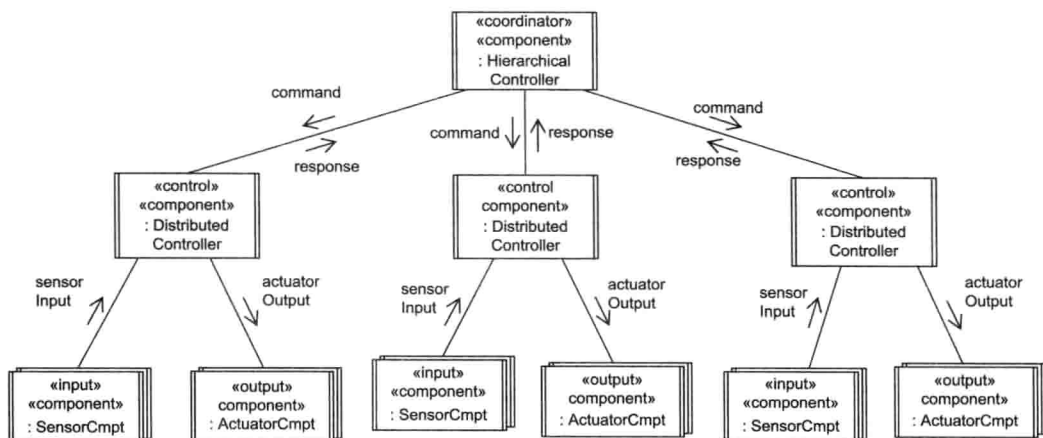 «coordinator»
«component»
: Hierarchical
Controller
command
response
command
response
command
response
«control»
«component»
: Distributed
Controller
«control
component»
: Distributed
Controller
«control»
«component»
: Distributed
Controller
sensor
Input
actuator
Output
sensor
Input
actuator
Output
sensor
Input
actuator
Output
«input»
«component»
: SensorCmpt
«output»
component»
: ActuatorCmpt
«input»
«component»
: SensorCmpt
«output»
component»
: ActuatorCmpt
«input»
«component»
: SensorCmpt
«output»
component»
: ActuatorCmpt